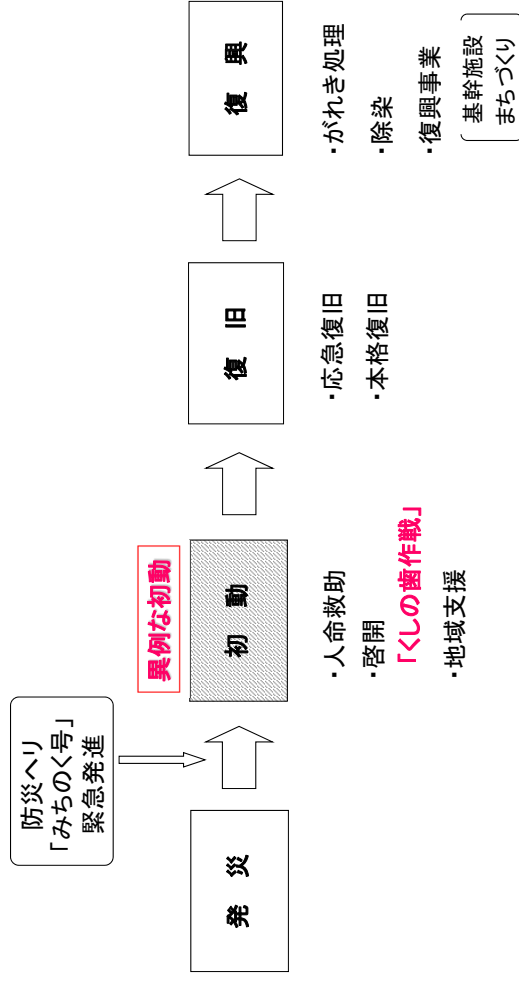 防災ヘリ
「みちのく号」
緊急発進
異例な初動
発 災
初 動
復 旧
復 興
・人命救助
・啓開
「くしの歯作戦」
・地域支援
・応急復旧
・本格復旧
・がれき処理
・除染
・復興事業
基幹施設
まちづくり